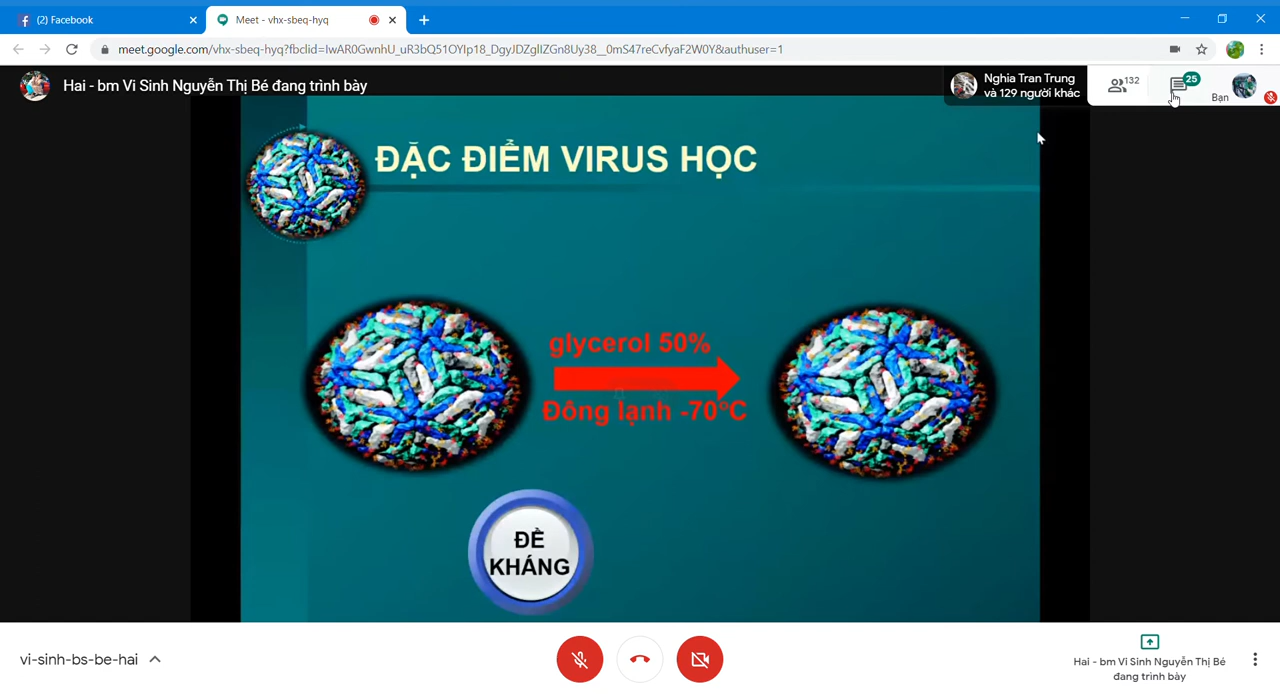 (2) Facebook
Meet - vhx-sbeq-hyq
meet.google.com/vhx-sbeq-hyq?fbclid=IwAR0GwnhU_uR3bQ51OYIp18_DgyJDZglIZGn8Uy38__0mS47reCvfyaF2W0Y&authuser=1
Hai - bm Vi Sinh Nguyễn Thị Bé đang trình bày
Nghia Tran Trung
và 129 người khác
132
25
Bạn
ĐẶC ĐIỂM VIRUS HỌC
glycerol 50%
Đông lạnh -70°C
ĐỀ
KHÁNG
vi-sinh-bs-be-hai
Hai - bm Vi Sinh Nguyễn Thị Bé
đang trình bày